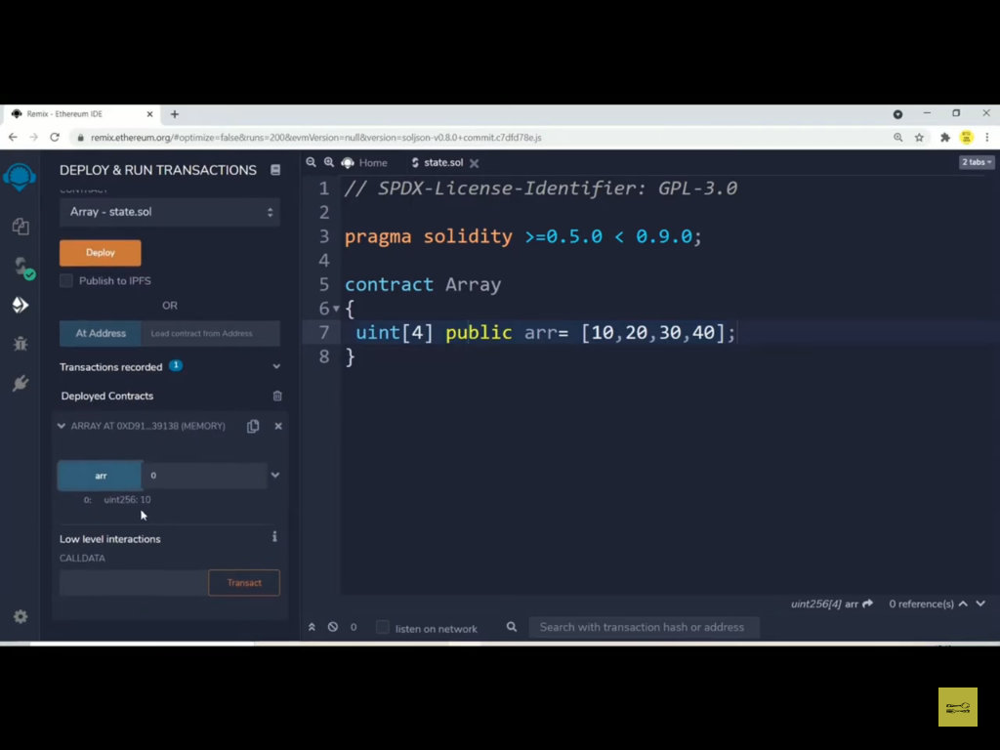 Remix - Ethereum IDE
remix.ethereum.org/#optimize=false&runs=200&evmVersion=null&version=soljson-v0.8.0+commit.c7dfd78e.js
DEPLOY & RUN TRANSACTIONS
CONTRACT
Array - state.sol
Deploy
Publish to IPFS
OR
At Address Load contract from Address
Transactions recorded 1
Deployed Contracts
ARRAY AT 0XD91...39138 (MEMORY)
arr 0
0: uint256: 10
Low level interactions
CALLDATA
Transact
Home state.sol 2 tabs
1 // SPDX-License-Identifier: GPL-3.0
2
3 pragma solidity >=0.5.0 < 0.9.0;
4
5 contract Array
6 {
7 uint[4] public arr= [10,20,30,40];
8 }
uint256[4] arr 0 reference(s)
0 listen on network Search with transaction hash or address